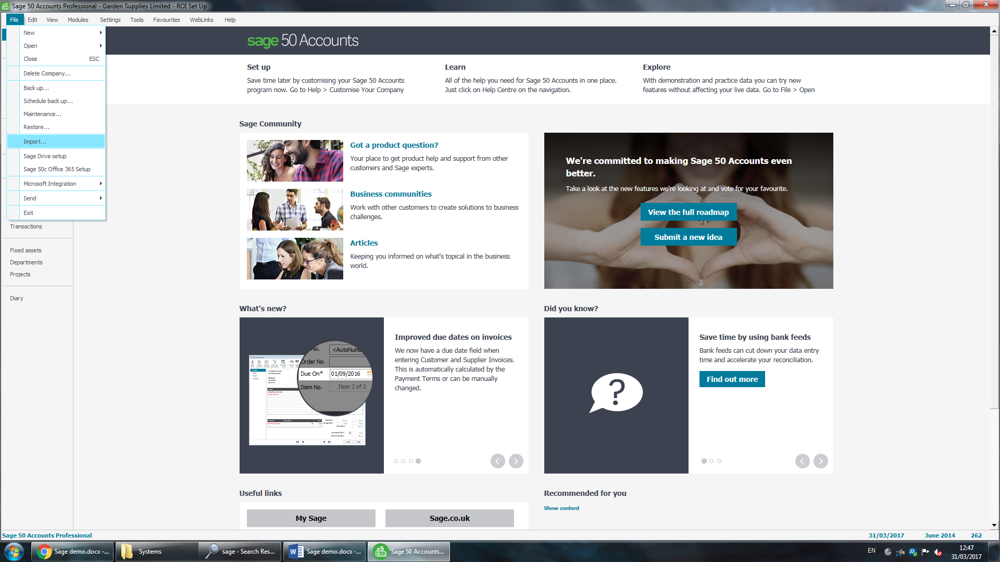 Sage 50 Accounts Professional - Garden Supplies Limited - ROI Set Up
File Edit View Modules Settings Tools Favourites WebLinks Help
New
Open
Close ESC
Delete Company...
Back up...
Schedule back up...
Maintenance...
Restore...
Import...
Sage Drive setup
Sage 50c Office 365 Setup
Microsoft Integration
Send
Exit
Transactions
Fixed assets
Departments
Projects
Diary
sage 50 Accounts
Set up
Save time later by customising your Sage 50 Accounts
program now. Go to Help > Customise Your Company
Learn
All of the help you need for Sage 50 Accounts in one place.
Just click on Help Centre on the navigation.
Explore
With demonstration and practice data you can try new
features without affecting your live data. Go to File > Open
Sage Community
Got a product question?
Your place to get product help and support from other
customers and Sage experts.
Business communities
Work with other customers to create solutions to business
challenges.
Articles
Keeping you informed on what's topical in the business
world.
We're committed to making Sage 50 Accounts even
better.
Take a look at the new features we're looking at and vote for your favourite.
View the full roadmap
Submit a new idea
What's new?
No. <AutoNum
Order No
Due On* 01/09/2016
Item No. Item 2 of 2
Improved due dates on invoices
We now have a due date field when
entering Customer and Supplier Invoices.
This is automatically calculated by the
Payment Terms or can be manually
changed.
Did you know?
?
Save time by using bank feeds
Bank feeds can cut down your data entry
time and accelerate your reconciliation.
Find out more
Useful links
My Sage
Sage.co.uk
Recommended for you
Show content
Sage 50 Accounts Professional
31/03/2017 June 2014 262
Sage demo.docx -...
Systems
sage - Search Res...
Sage demo.docx -...
Sage 50 Accounts...
EN
12:47
31/03/2017